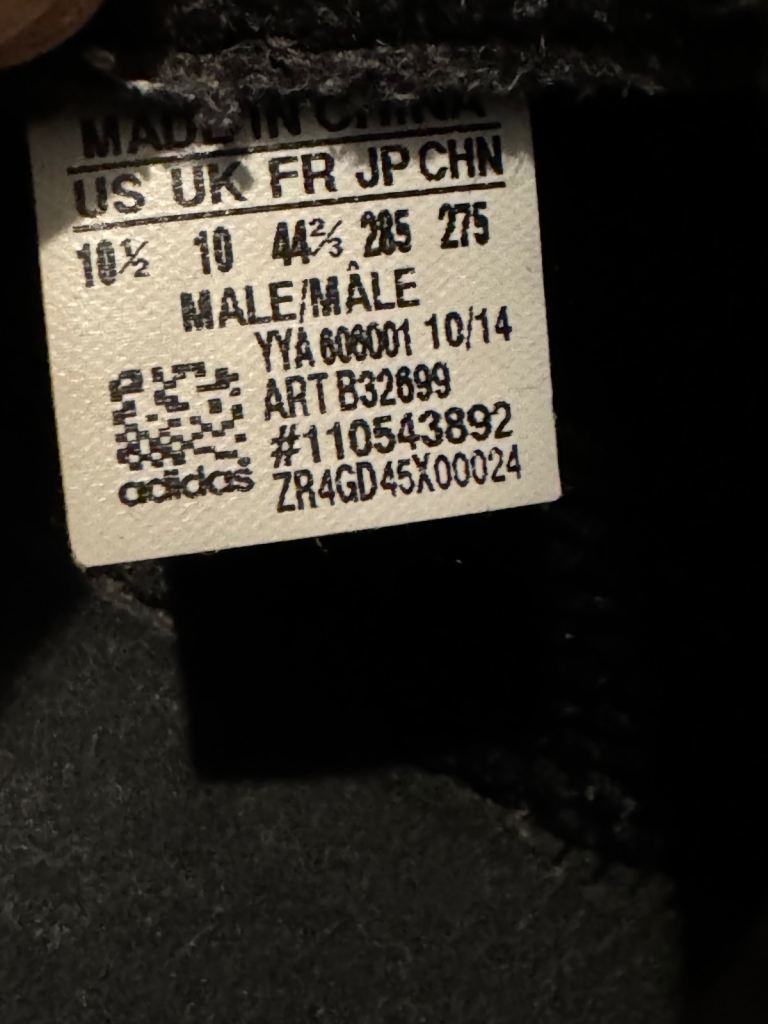 MADE IN CHINA
US UK FR JP CHN
10½ 10 44⅔ 285 275
MALE/MÂLE
YYA 606001 10/14
ART B32699
#110543892
adidas ZR4GD45X00024